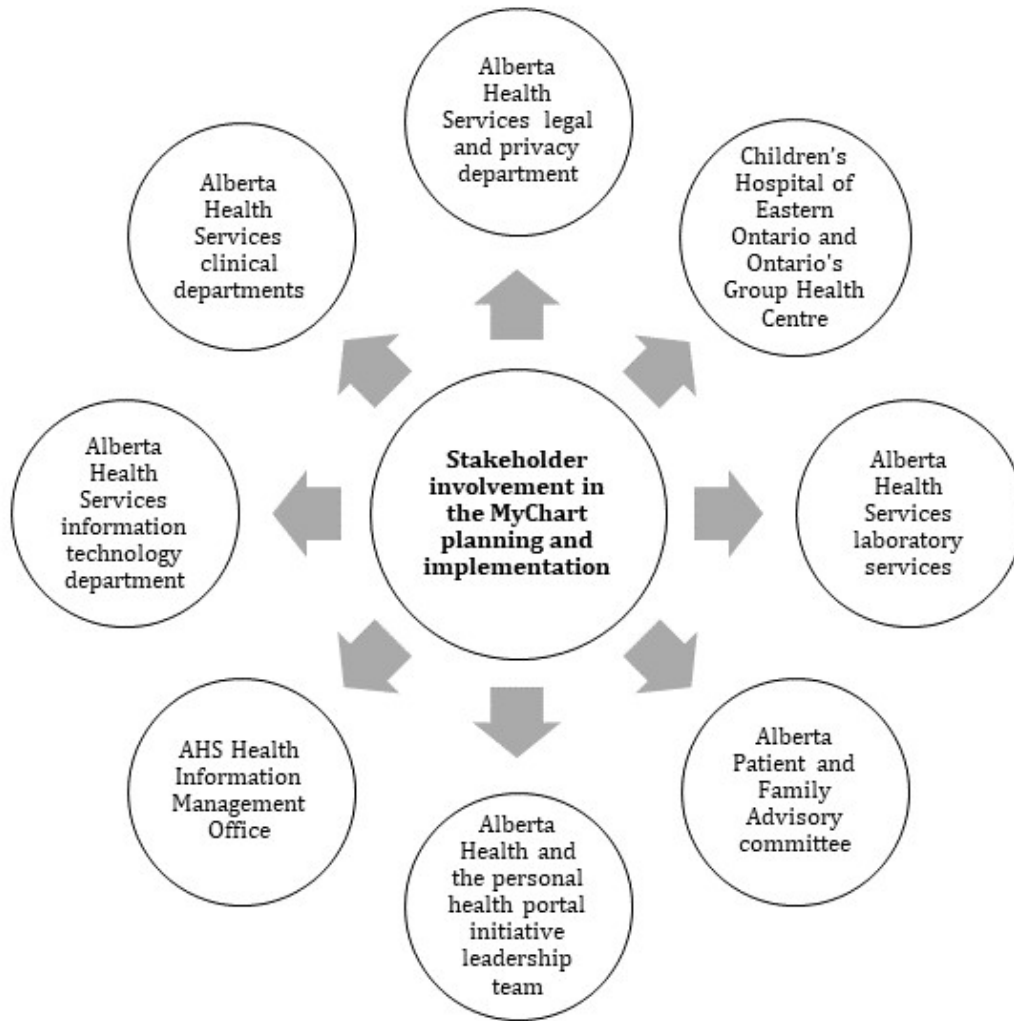 Alberta
Health
Services legal
and privacy
department
Children's
Hospital of
Eastern
Ontario and
Ontario's
Group Health
Centre
Alberta
Health
Services
laboratory
services
Alberta
Patient and
Family
Advisory
committee
Alberta
Health and
the personal
health portal
initiative
leadership
team
AHS Health
Information
Management
Office
Alberta
Health
Services
information
technology
department
Alberta
Health
Services
clinical
departments
Stakeholder
involvement in
the MyChart
planning and
implementation